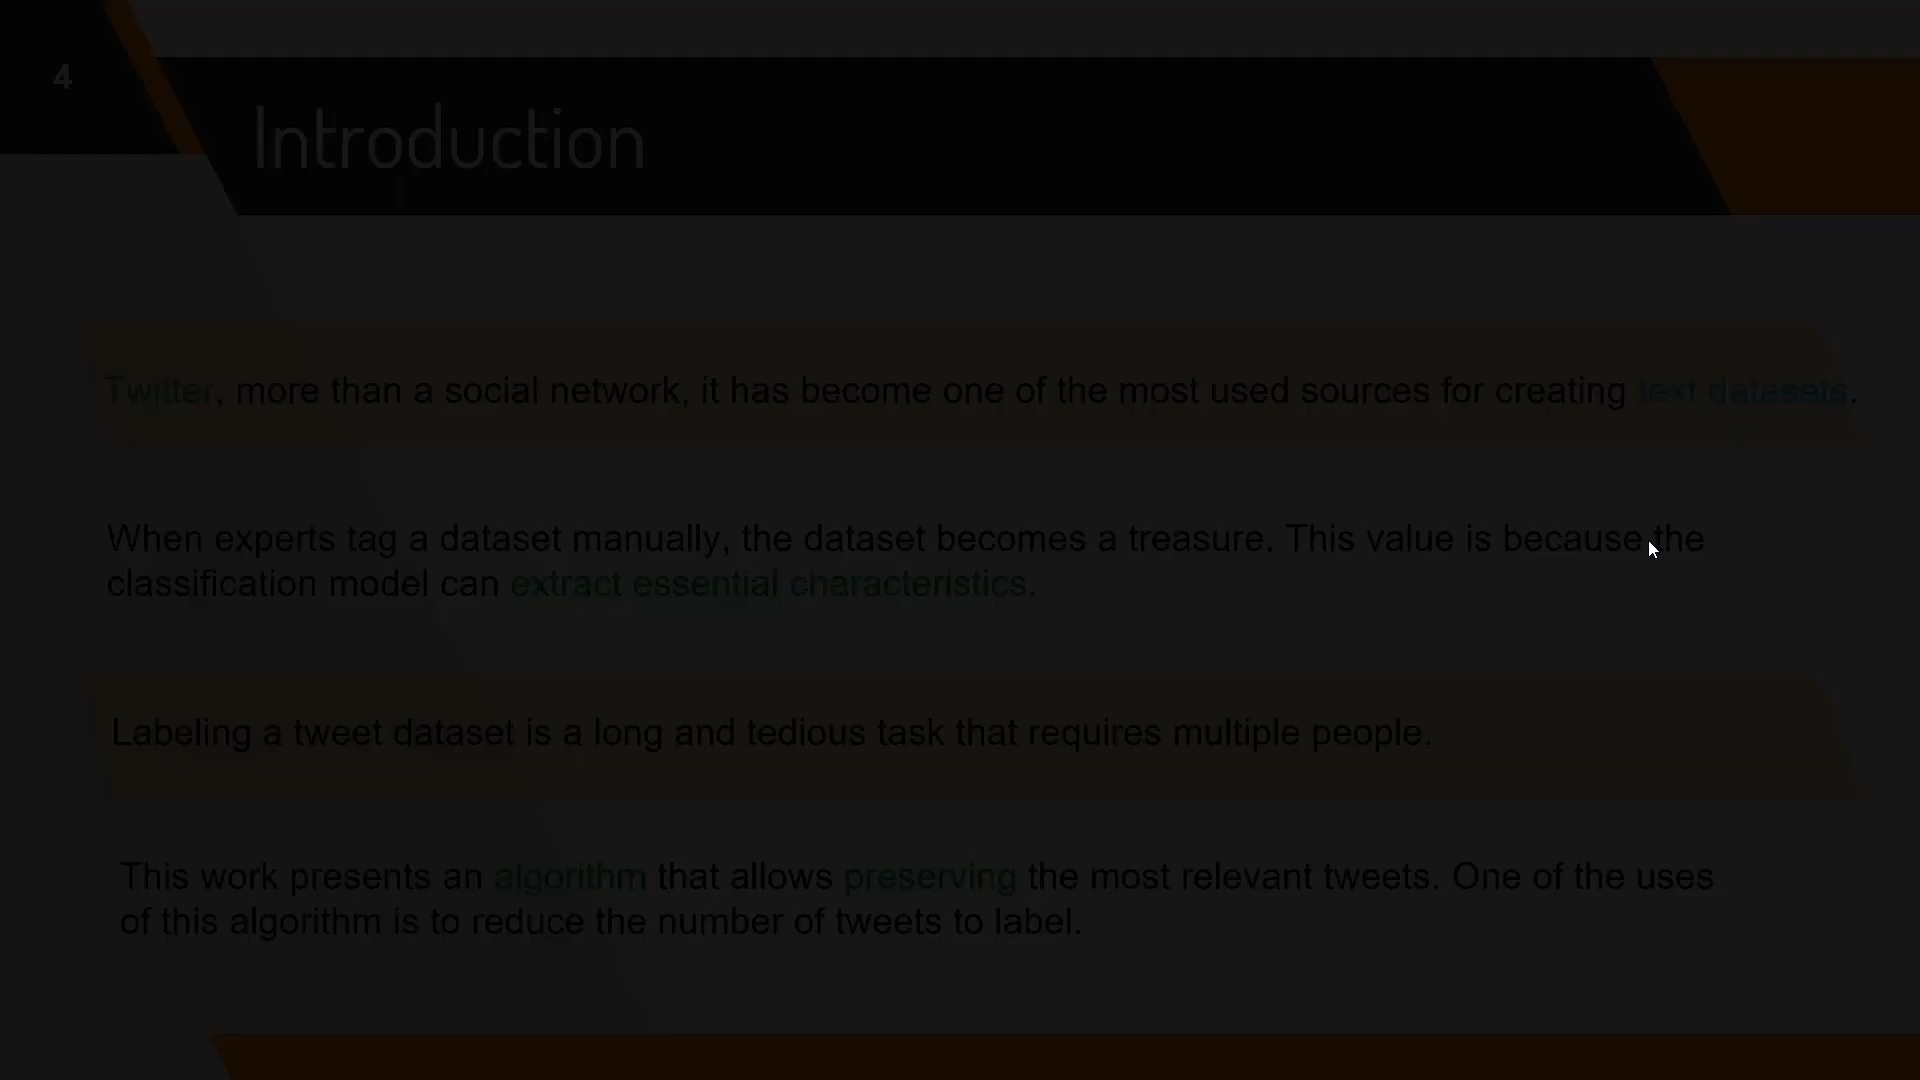 4
Introduction
Twitter, more than a social network, it has become one of the most used sources for creating text datasets.
When experts tag a dataset manually, the dataset becomes a treasure. This value is because the
classification model can extract essential characteristics.
Labeling a tweet dataset is a long and tedious task that requires multiple people.
This work presents an algorithm that allows preserving the most relevant tweets. One of the uses
of this algorithm is to reduce the number of tweets to label.